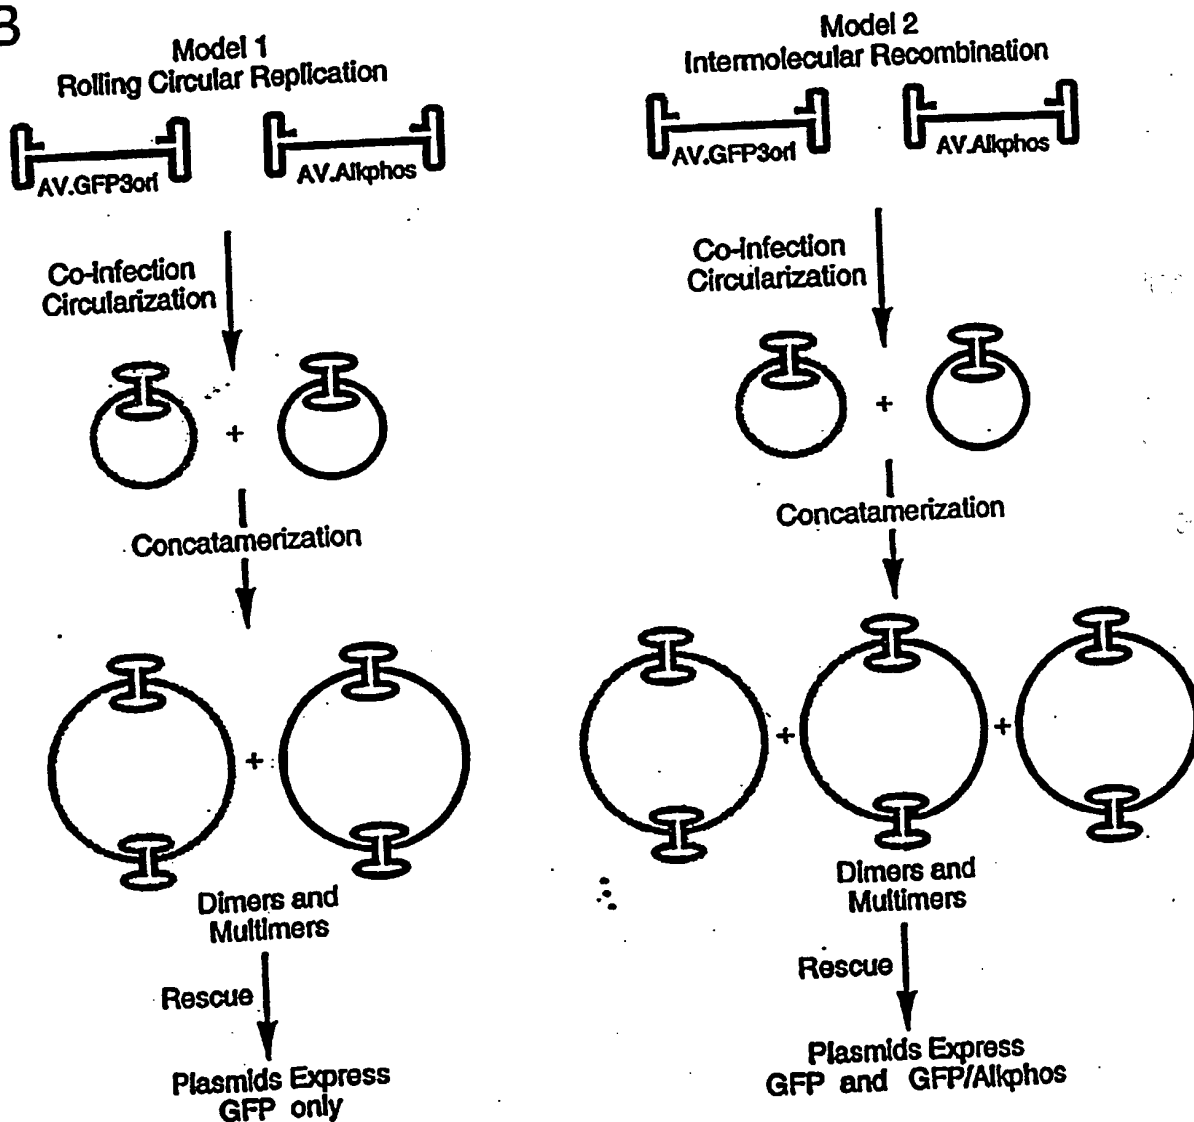 B
Model 1
Rolling Circular Replication
AV.GFP3ori
AV.Alkphos
Co-infection
Circularization
+
Concatamerization
+
Dimers and
Multimers
Rescue
Plasmids Express
GFP only
Model 2
Intermolecular Recombination
AV.GFP3ori
AV.Alkphos
Co-infection
Circularization
+
Concatamerization
+
+
Dimers and
Multimers
Rescue
Plasmids Express
GFP and GFP/Alkphos